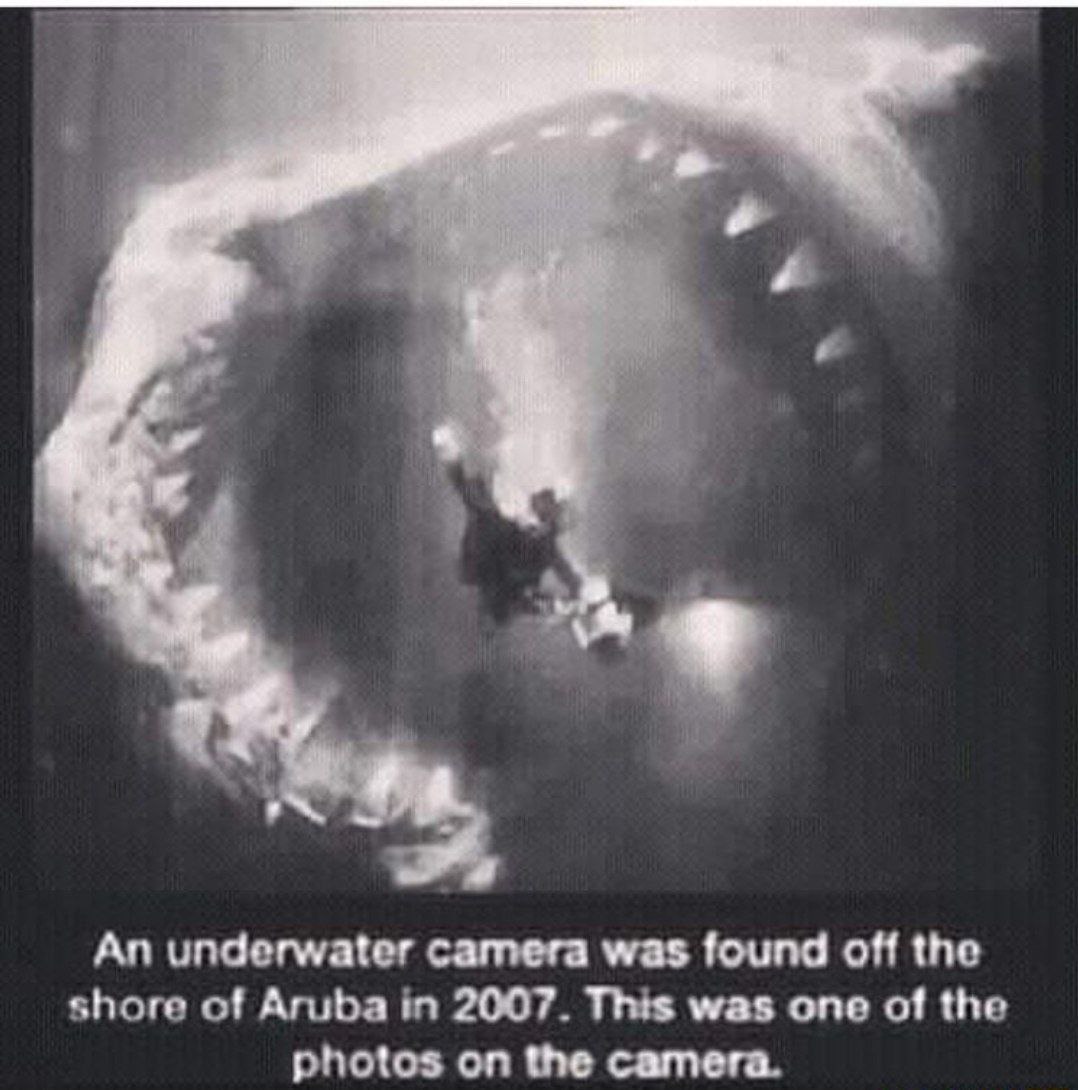 An underwater camera was found off the
shore of Aruba in 2007. This was one of the
photos on the camera.